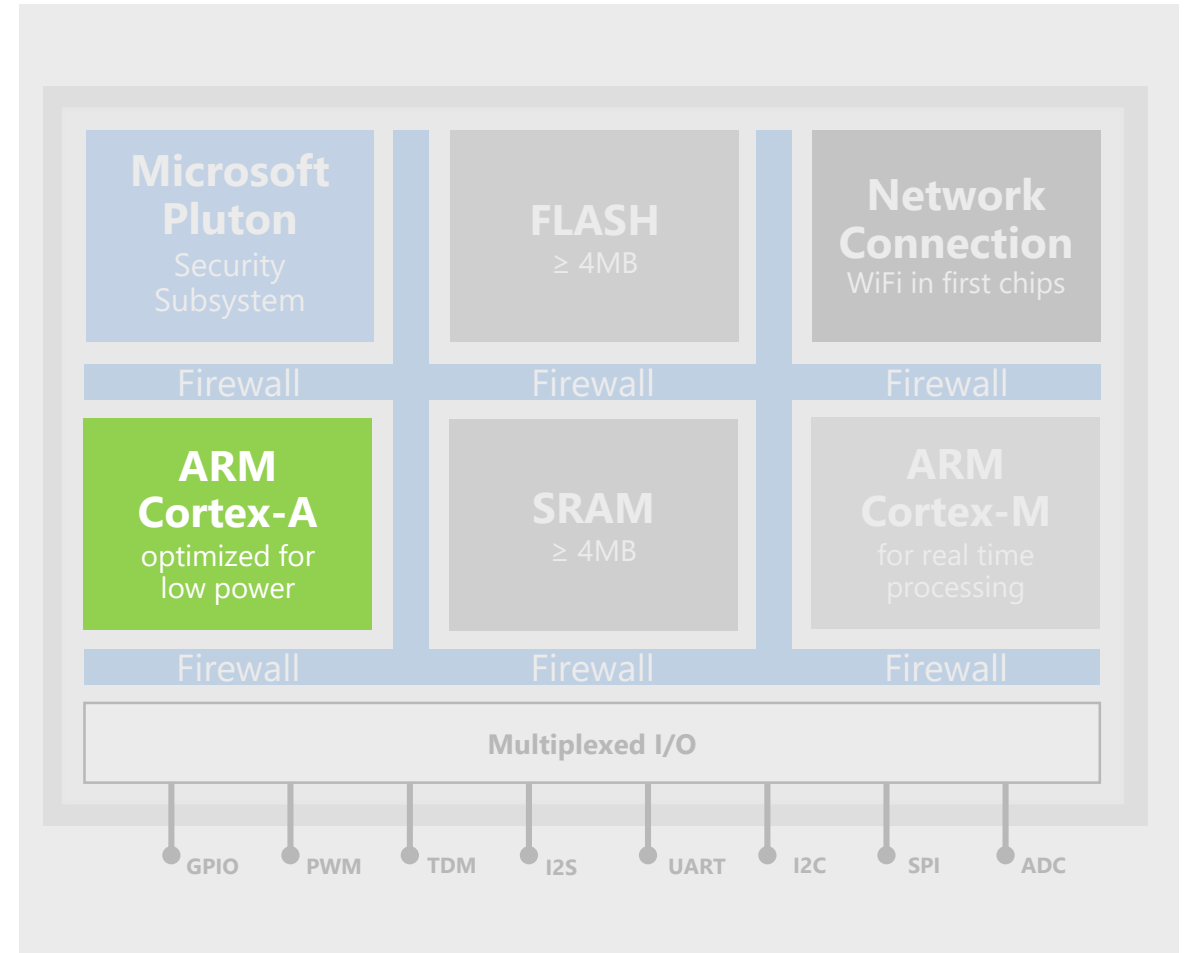 Microsoft
Pluton
Security
Subsystem
FLASH
≥ 4MB
Network
Connection
WiFi in first chips
Firewall
Firewall
Firewall
ARM
Cortex-A
optimized for
low power
SRAM
≥ 4MB
ARM
Cortex-M
for real time
processing
Firewall
Firewall
Firewall
Multiplexed I/O
GPIO
PWM
TDM
I2S
UART
I2C
SPI
ADC